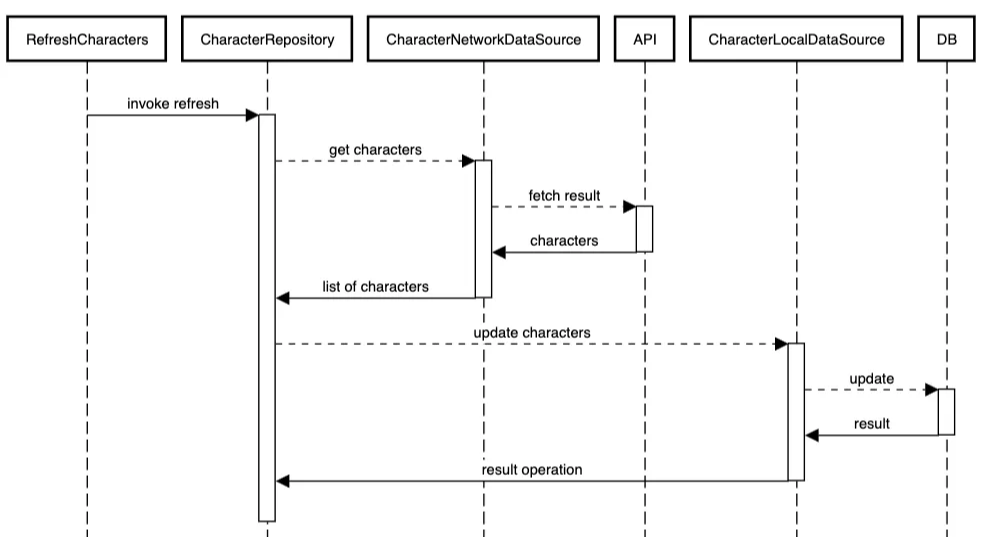 RefreshCharacters
CharacterRepository
CharacterNetworkDataSource
API
CharacterLocalDataSource
DB
invoke refresh
get characters
fetch result
characters
list of characters
update characters
update
result
result operation